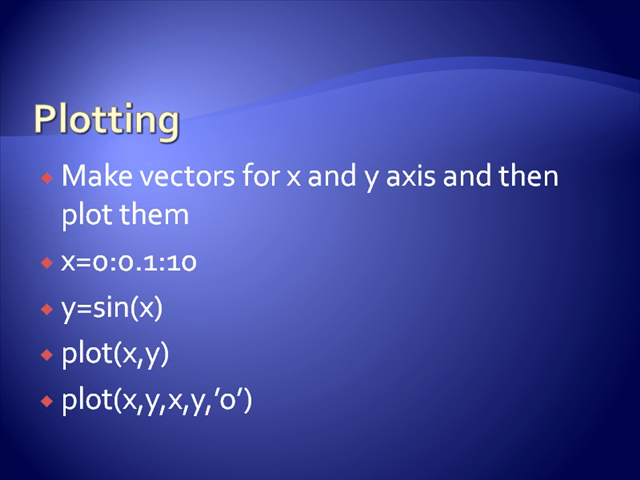 Plotting
Make vectors for x and y axis and then
plot them
x=0:0.1:10
y=sin(x)
plot(x,y)
plot(x,y,x,y,’o’)